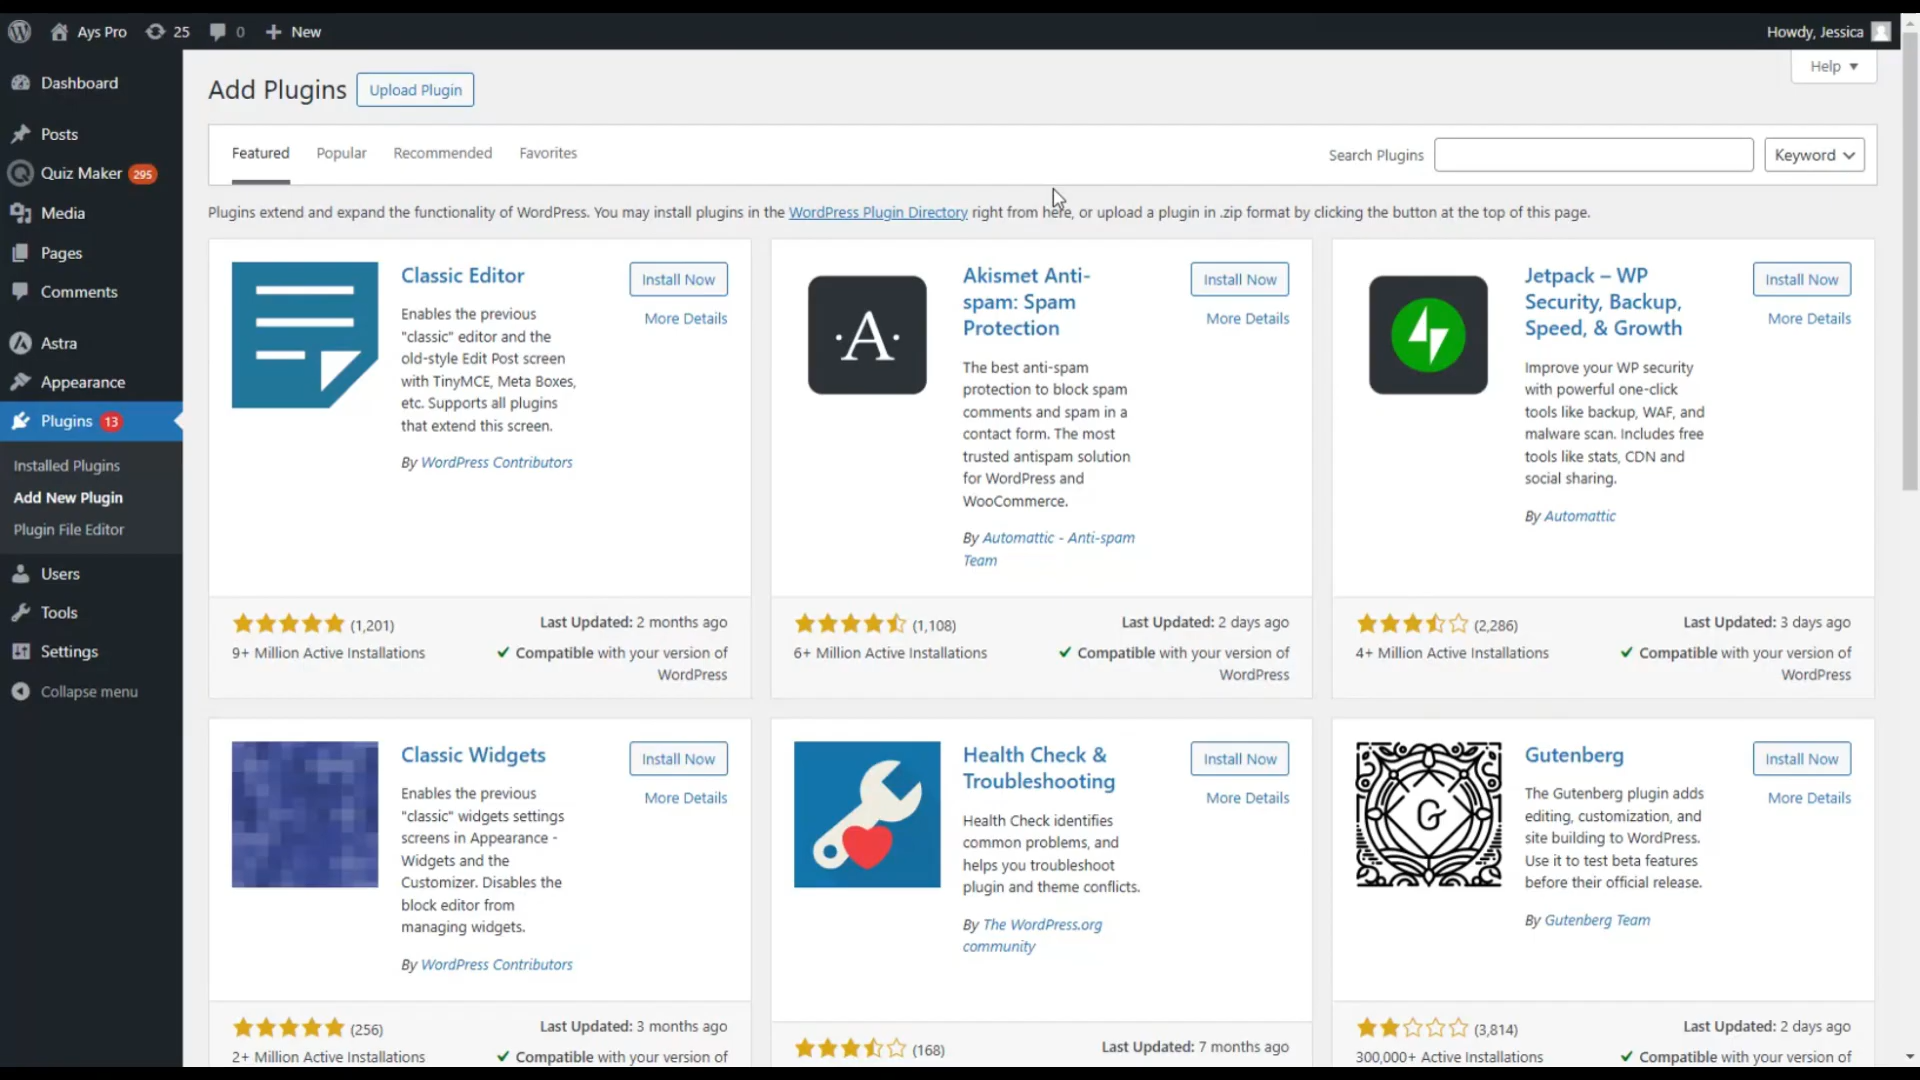 Ays Pro
25
0
New
Howdy, Jessica
Help
Dashboard
Posts
Quiz Maker 295
Media
Pages
Comments
Astra
Appearance
Plugins 13
Installed Plugins
Add New Plugin
Plugin File Editor
Users
Tools
Settings
Collapse menu
Add Plugins
Upload Plugin
Featured
Popular
Recommended
Favorites
Search Plugins
Keyword
Plugins extend and expand the functionality of WordPress. You may install plugins in the WordPress Plugin Directory right from here, or upload a plugin in .zip format by clicking the button at the top of this page.
Classic Editor
Install Now
More Details
Enables the previous
"classic" editor and the
old-style Edit Post screen
with TinyMCE, Meta Boxes,
etc. Supports all plugins
that extend this screen.
By WordPress Contributors
(1,201)
Last Updated: 2 months ago
9+ Million Active Installations
Compatible with your version of
WordPress
·A·
Akismet Anti-
spam: Spam
Protection
Install Now
More Details
The best anti-spam
protection to block spam
comments and spam in a
contact form. The most
trusted antispam solution
for WordPress and
WooCommerce.
By Automattic - Anti-spam
Team
(1,108)
Last Updated: 2 days ago
6+ Million Active Installations
Compatible with your version of
WordPress
Jetpack – WP
Security, Backup,
Speed, & Growth
Install Now
More Details
Improve your WP security
with powerful one-click
tools like backup, WAF, and
malware scan. Includes free
tools like stats, CDN and
social sharing.
By Automattic
(2,286)
Last Updated: 3 days ago
4+ Million Active Installations
Compatible with your version of
WordPress
Classic Widgets
Install Now
More Details
Enables the previous
"classic" widgets settings
screens in Appearance -
Widgets and the
Customizer. Disables the
block editor from
managing widgets.
By WordPress Contributors
(256)
Last Updated: 3 months ago
2+ Million Active Installations
Compatible with your version of
Health Check &
Troubleshooting
Install Now
More Details
Health Check identifies
common problems, and
helps you troubleshoot
plugin and theme conflicts.
By The WordPress.org
community
(168)
Last Updated: 7 months ago
G
Gutenberg
Install Now
More Details
The Gutenberg plugin adds
editing, customization, and
site building to WordPress.
Use it to test beta features
before their official release.
By Gutenberg Team
(3,814)
Last Updated: 2 days ago
300,000+ Active Installations
Compatible with your version of